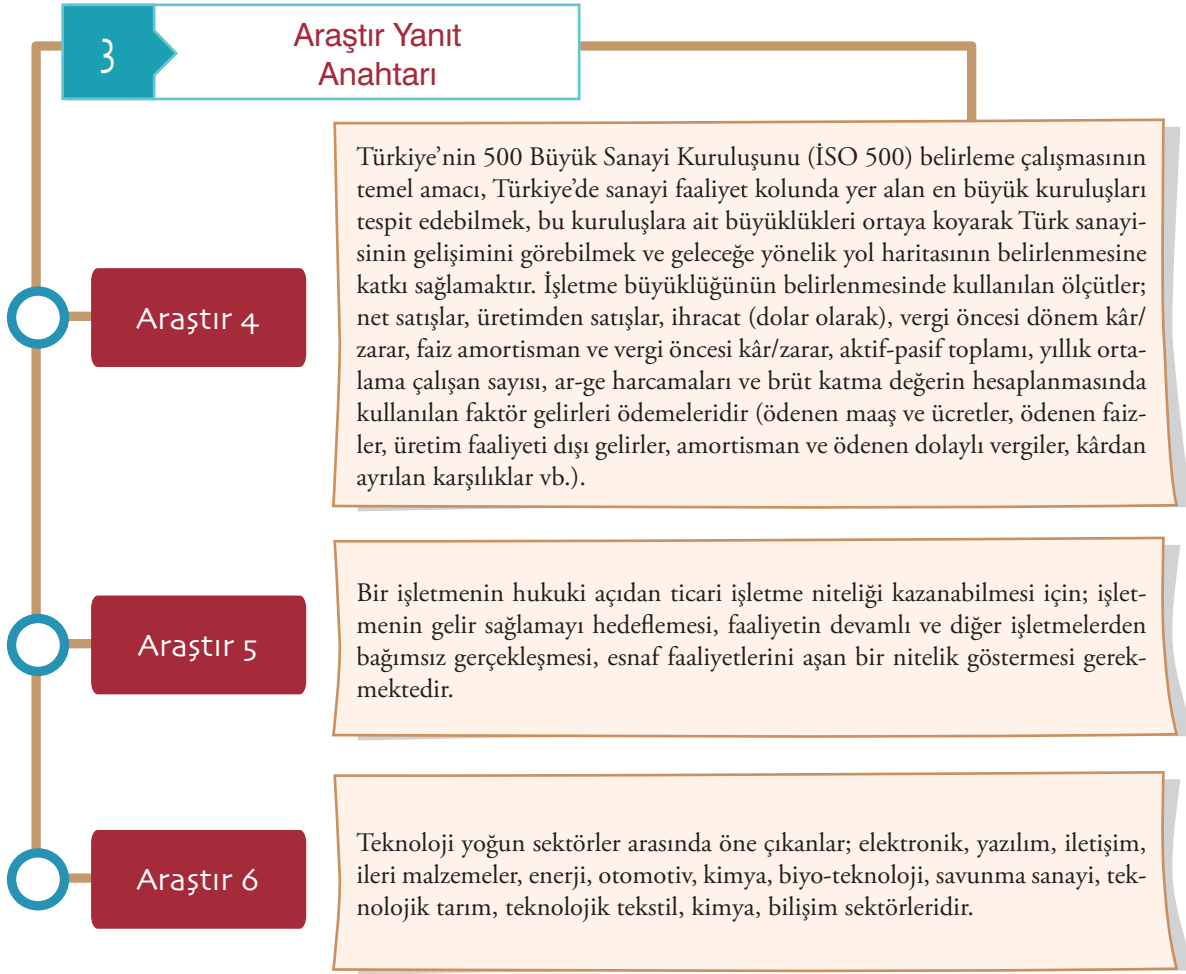 3
Araştır Yanıt
Anahtarı
Araştır 4
Türkiye’nin 500 Büyük Sanayi Kuruluşunu (İSO 500) belirleme çalışmasının
temel amacı, Türkiye’de sanayi faaliyet kolunda yer alan en büyük kuruluşları
tespit edebilmek, bu kuruluşlara ait büyüklükleri ortaya koyarak Türk sanayi-
sinin gelişimini görebilmek ve geleceğe yönelik yol haritasının belirlenmesine
katkı sağlamaktır. İşletme büyüklüğünün belirlenmesinde kullanılan ölçütler;
net satışlar, üretimden satışlar, ihracat (dolar olarak), vergi öncesi dönem kâr/
zarar, faiz amortisman ve vergi öncesi kâr/zarar, aktif-pasif toplamı, yıllık orta-
lama çalışan sayısı, ar-ge harcamaları ve brüt katma değerin hesaplanmasında
kullanılan faktör gelirleri ödemeleridir (ödenen maaş ve ücretler, ödenen faiz-
ler, üretim faaliyeti dışı gelirler, amortisman ve ödenen dolaylı vergiler, kârdan
ayrılan karşılıklar vb.).
Araştır 5
Bir işletmenin hukuki açıdan ticari işletme niteliği kazanabilmesi için; işlet-
menin gelir sağlamayı hedeflemesi, faaliyetin devamlı ve diğer işletmelerden
bağımsız gerçekleşmesi, esnaf faaliyetlerini aşan bir nitelik göstermesi gerek-
mektedir.
Araştır 6
Teknoloji yoğun sektörler arasında öne çıkanlar; elektronik, yazılım, iletişim,
ileri malzemeler, enerji, otomotiv, kimya, biyo-teknoloji, savunma sanayi, tek-
nolojik tarım, teknolojik tekstil, kimya, bilişim sektörleridir.